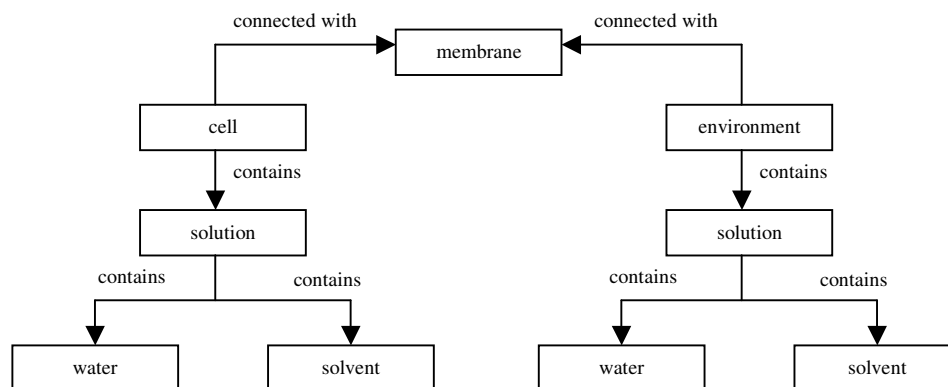 connected with
connected with
membrane
cell
environment
contains
contains
solution
solution
contains
contains
contains
contains
water
solvent
water
solvent